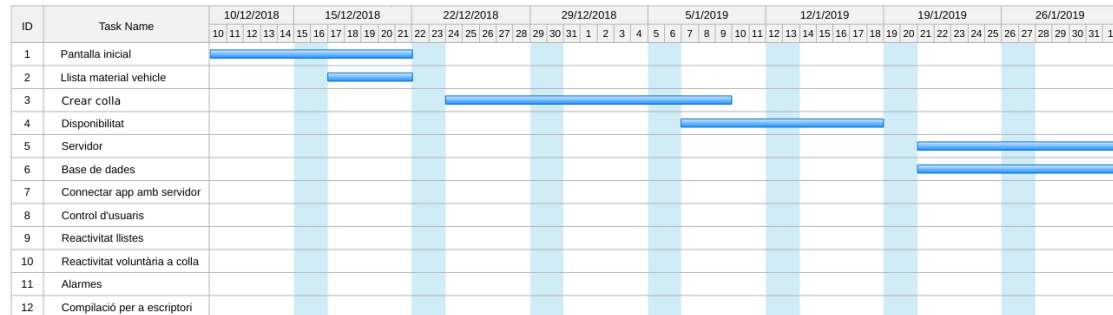 ID Task Name 10/12/2018 15/12/2018 22/12/2018 29/12/2018 5/1/2019 12/1/2019 19/1/2019 26/1/2019
10 11 12 13 14 15 16 17 18 19 20 21 22 23 24 25 26 27 28 29 30 31 1 2 3 4 5 6 7 8 9 10 11 12 13 14 15 16 17 18 19 20 21 22 23 24 25 26 27 28 29 30 31
1 Pantalla inicial
2 Llista material vehicle
3 Crear colla
4 Disponibilitat
5 Servidor
6 Base de dades
7 Connectar app amb servidor
8 Control d'usuaris
9 Reactivitat llistes
10 Reactivitat voluntària a colla
11 Alarmes
12 Compilació per a escriptori